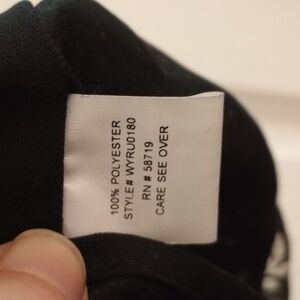 100% POLYESTER
STYLE# WYRU0180
RN # 58719
CARE SEE OVER